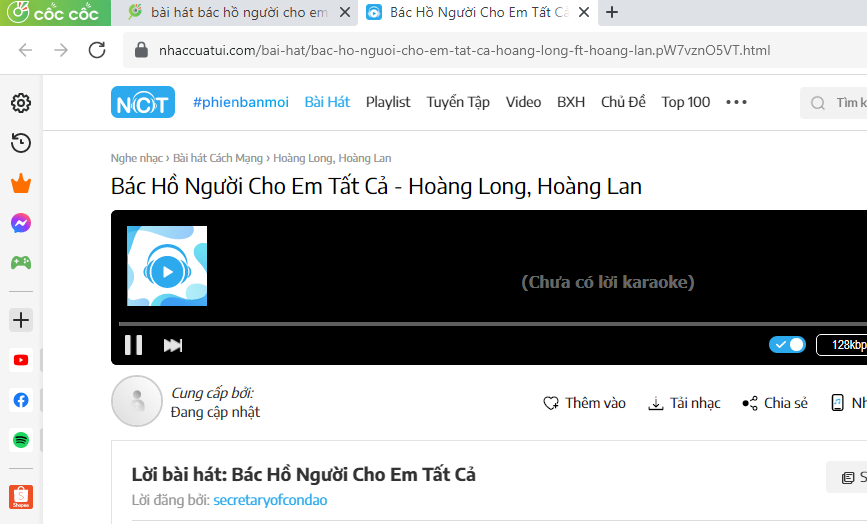 cốc cốc
bài hát bác hồ người cho em
Bác Hồ Người Cho Em Tất Cả
nhaccuatui.com/bai-hat/bac-ho-nguoi-cho-em-tat-ca-hoang-long-ft-hoang-lan.pW7vznO5VT.html
NCT #phienbanmoi Bài Hát Playlist Tuyển Tập Video BXH Chủ Đề Top 100 ••• Tìm k
Nghe nhạc › Bài hát Cách Mạng › Hoàng Long, Hoàng Lan
Bác Hồ Người Cho Em Tất Cả - Hoàng Long, Hoàng Lan
(Chưa có lời karaoke)
128kbp
Cung cấp bởi:
Đang cập nhật
Thêm vào Tải nhạc Chia sẻ Nh
Lời bài hát: Bác Hồ Người Cho Em Tất Cả
S
Lời đăng bởi: secretaryofcondao
Shopee